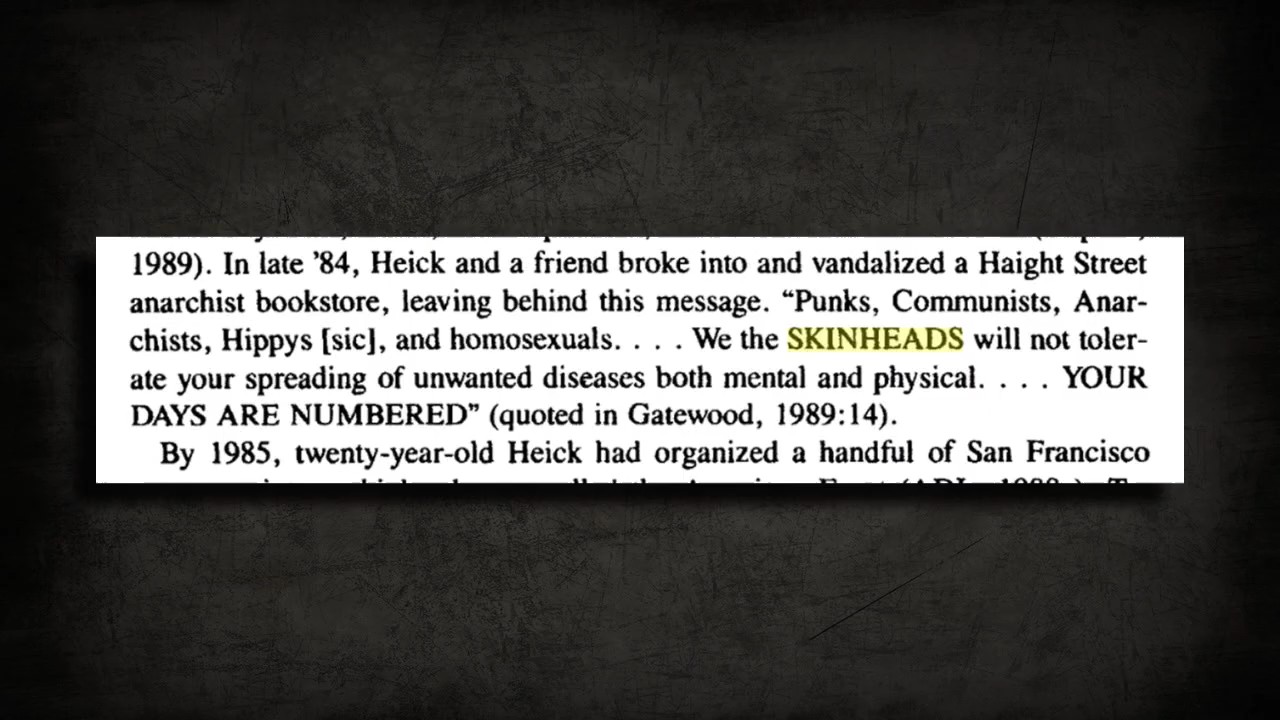 1989). In late ’84, Heick and a friend broke into and vandalized a Haight Street
anarchist bookstore, leaving behind this message. “Punks, Communists, Anar-
chists, Hippys [sic], and homosexuals. . . . We the SKINHEADS will not toler-
ate your spreading of unwanted diseases both mental and physical. . . . YOUR
DAYS ARE NUMBERED” (quoted in Gatewood, 1989:14).
By 1985, twenty-year-old Heick had organized a handful of San Francisco